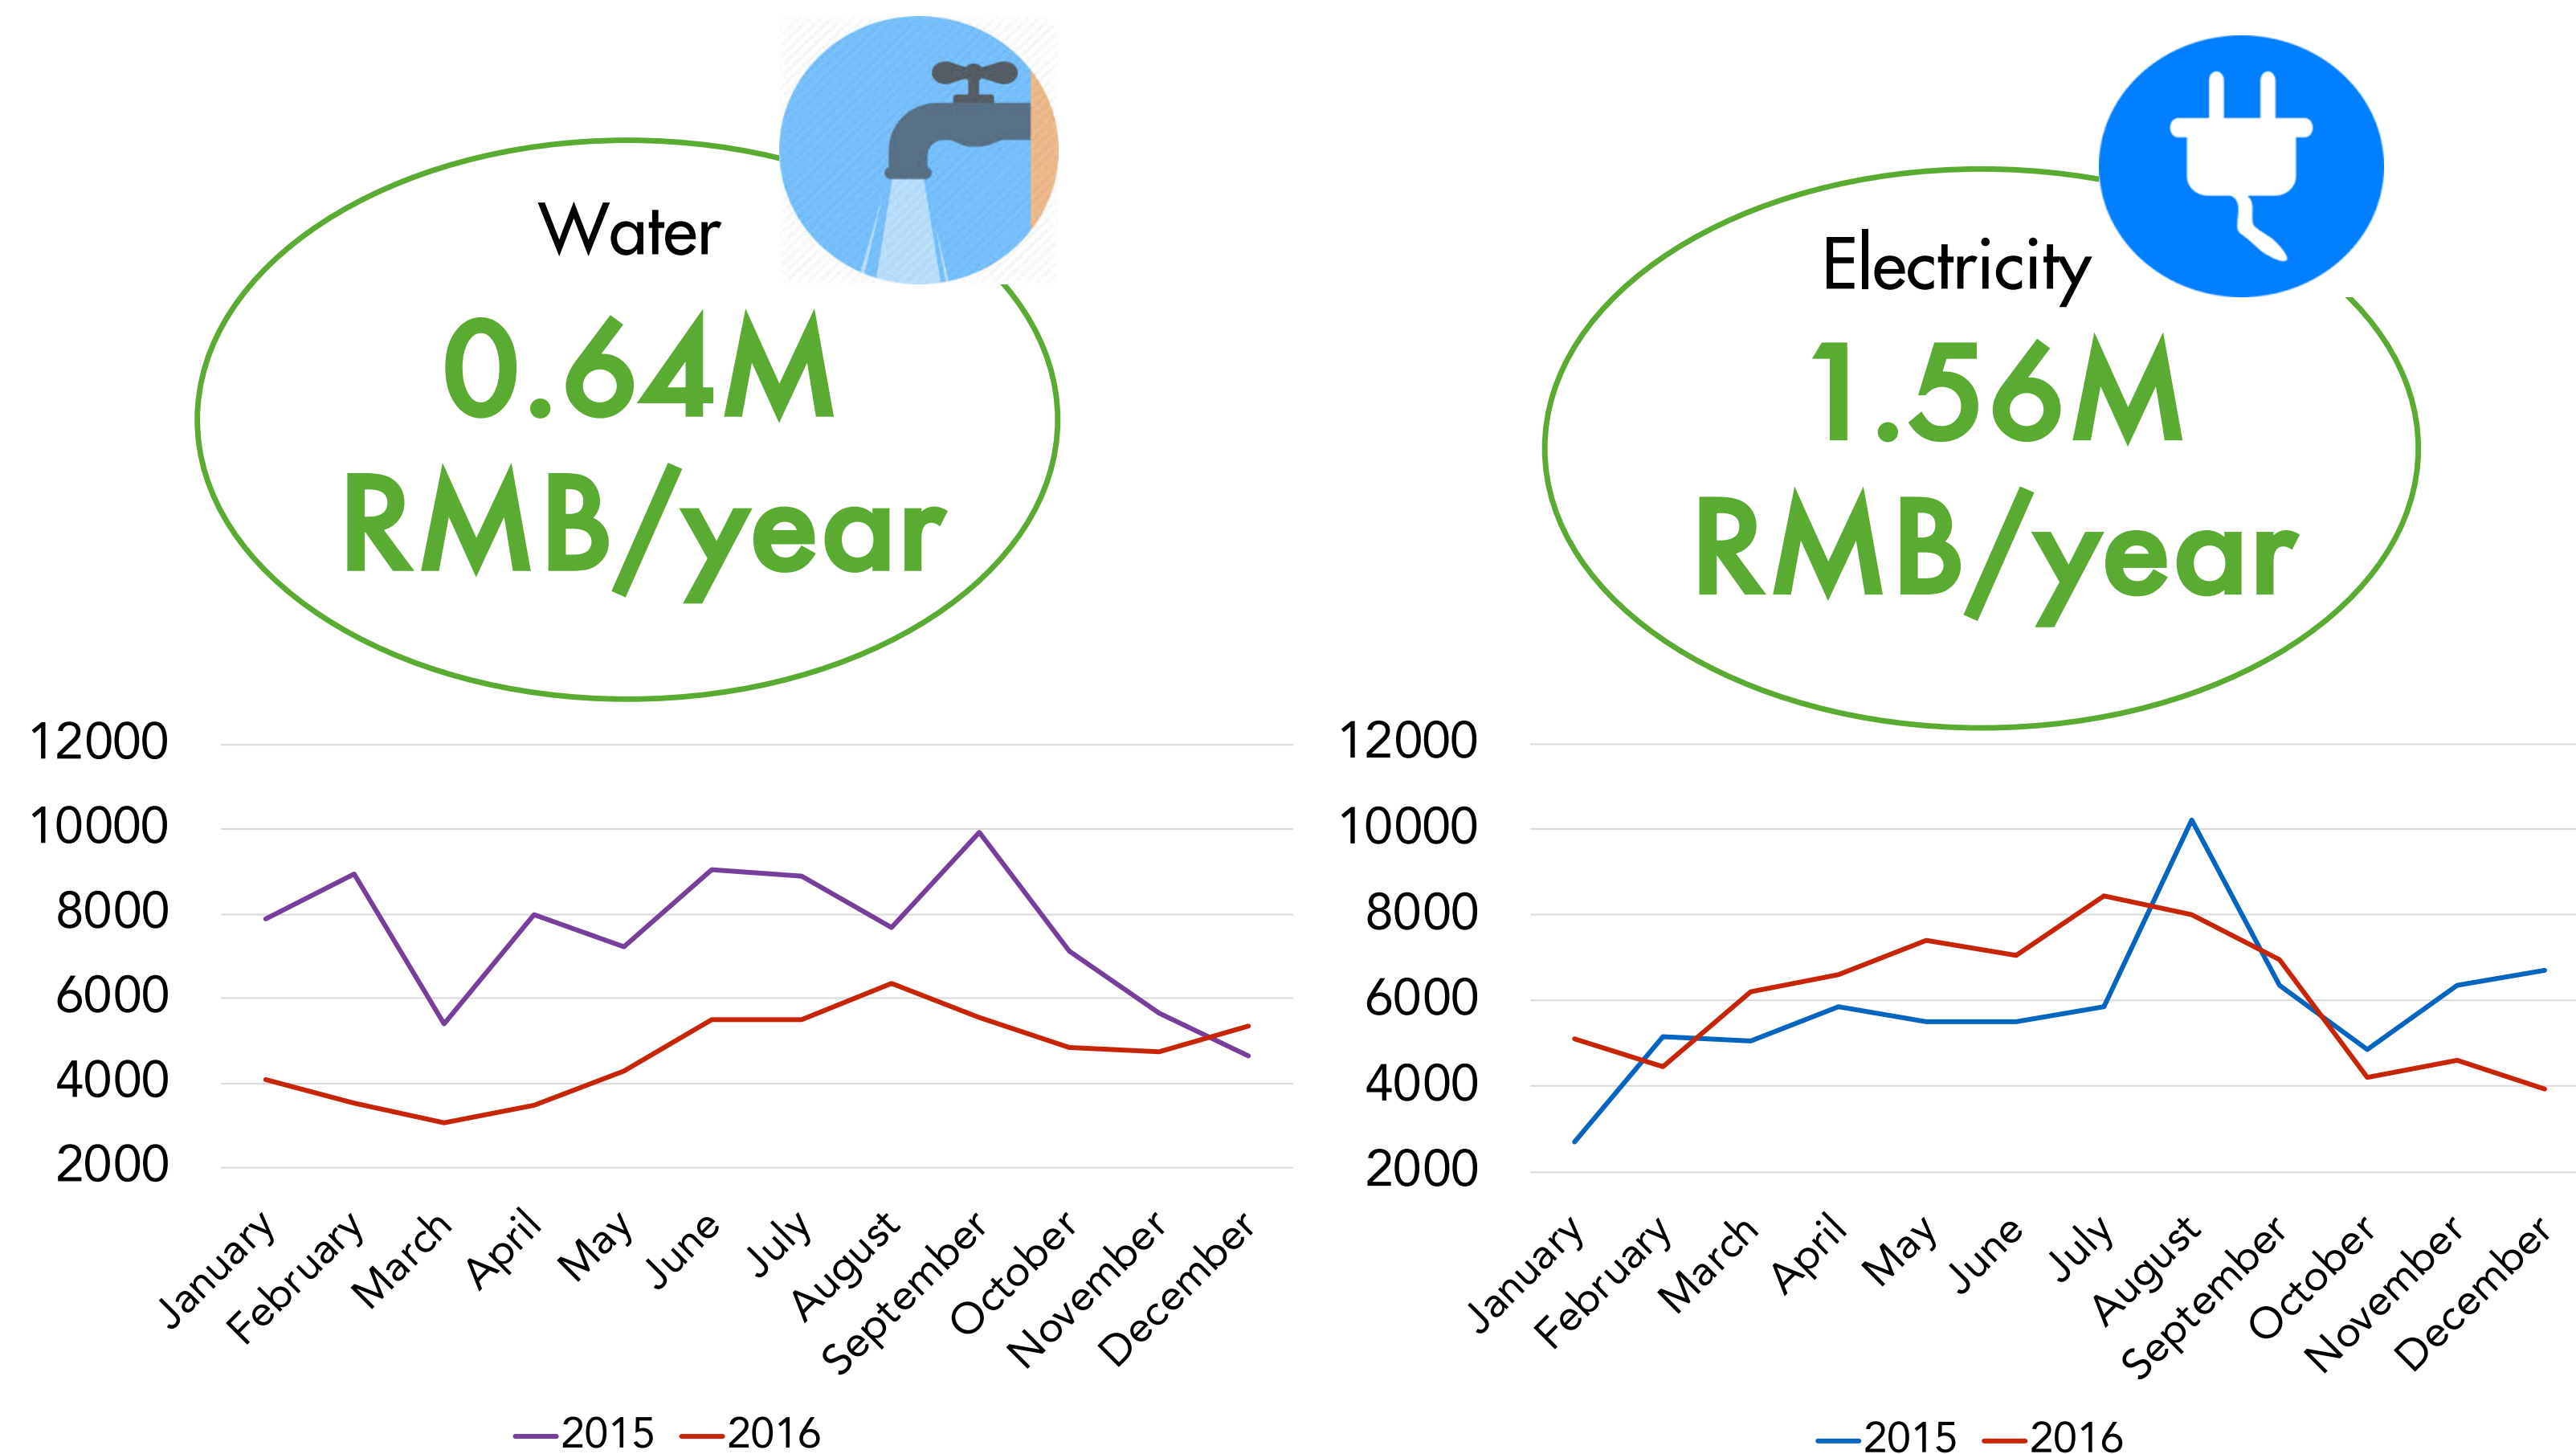 Water
0.64M
RMB/year
12000
10000
8000
6000
4000
2000
January
February
March
April
May
June
July
August
September
October
November
December
2015
2016
Electricity
1.56M
RMB/year
12000
10000
8000
6000
4000
2000
January
February
March
April
May
June
July
August
September
October
November
December
2015
2016